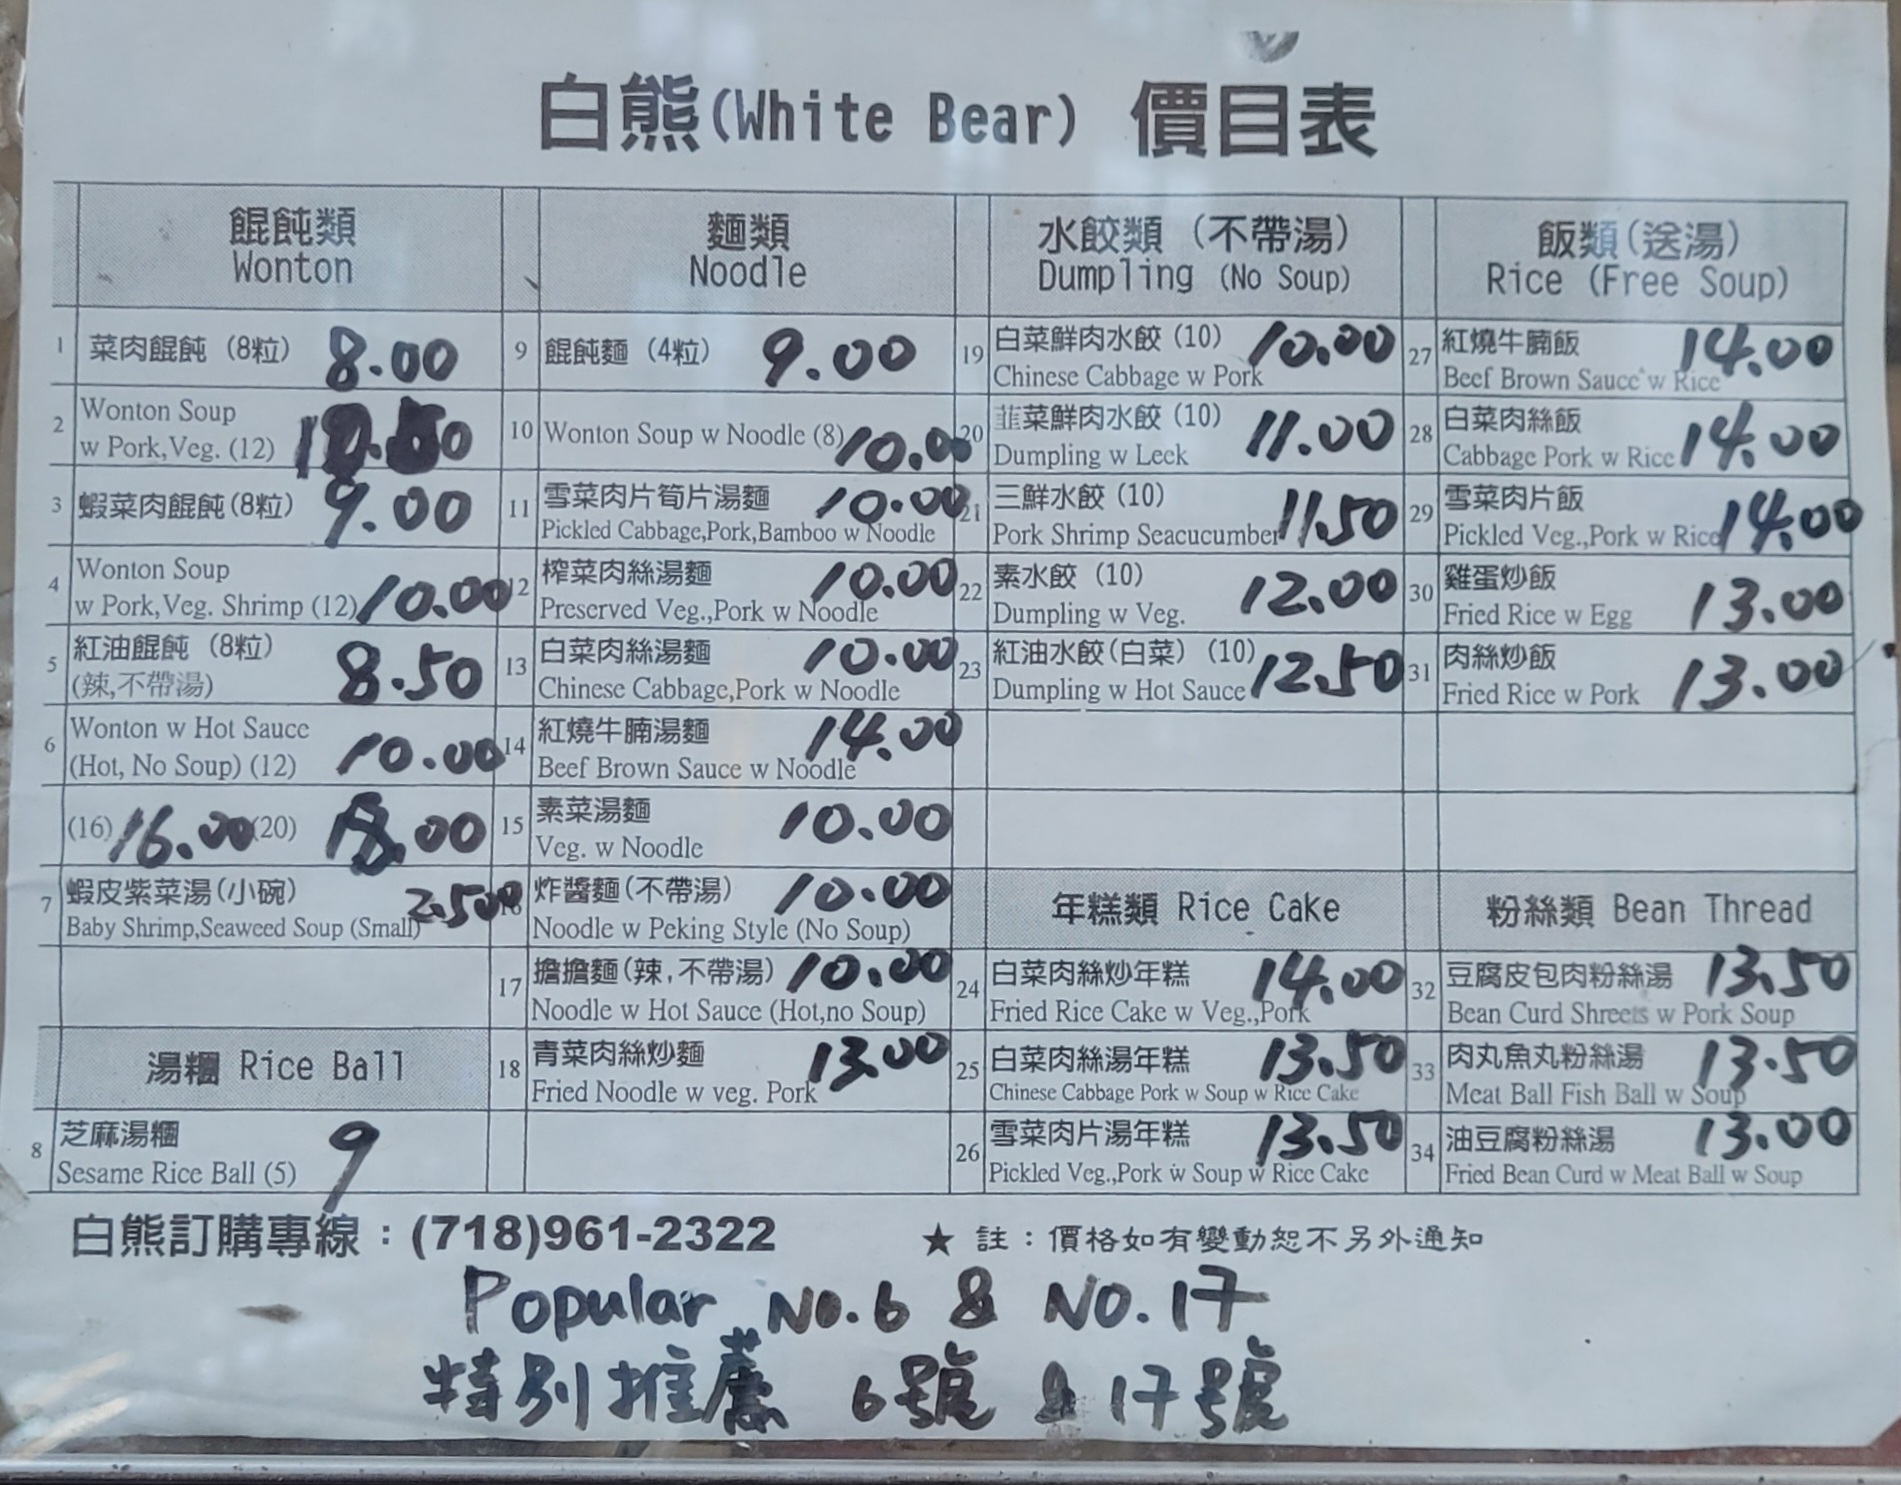 白熊(White Bear) 價目表
餛飩類
Wonton
1 菜肉餛飩 (8粒) 8.00
2 Wonton Soup
w Pork,Veg. (12)
3 蝦菜肉餛飩(8粒) 9.00
4 Wonton Soup
w Pork,Veg. Shrimp (12) 10.00
5 紅油餛飩 (8粒)
(辣,不帶湯) 8.50
6 Wonton w Hot Sauce
(Hot, No Soup) (12) 10.00
(16) 16.00 (20)
7 蝦皮紫菜湯(小碗)
Baby Shrimp,Seaweed Soup (Small) 2.50
湯糰 Rice Ball
8 芝麻湯糰
Sesame Rice Ball (5) 9
麵類
Noodle
9 餛飩麵 (4粒) 9.00
10 Wonton Soup w Noodle (8) 10.00
11 雪菜肉片筍片湯麵 10.00
Pickled Cabbage,Pork,Bamboo w Noodle
12 榨菜肉絲湯麵 10.00
Preserved Veg.,Pork w Noodle
13 白菜肉絲湯麵 10.00
Chinese Cabbage,Pork w Noodle
14 紅燒牛腩湯麵 14.00
Beef Brown Sauce w Noodle
15 素菜湯麵 10.00
Veg. w Noodle
16 炸醬麵(不帶湯) 10.00
Noodle w Peking Style (No Soup)
17 擔擔麵(辣,不帶湯) 10.00
Noodle w Hot Sauce (Hot,no Soup)
18 青菜肉絲炒麵 13.00
Fried Noodle w veg. Pork
水餃類 (不帶湯)
Dumpling (No Soup)
19 白菜鮮肉水餃 (10) 10.00
Chinese Cabbage w Pork
20 韮菜鮮肉水餃 (10) 11.00
Dumpling w Leek
21 三鮮水餃 (10) 11.50
Pork Shrimp Seacucumber
22 素水餃 (10) 12.00
Dumpling w Veg.
23 紅油水餃(白菜) (10) 12.50
Dumpling w Hot Sauce
年糕類 Rice Cake
24 白菜肉絲炒年糕 14.00
Fried Rice Cake w Veg.,Pork
25 白菜肉絲湯年糕 13.50
Chinese Cabbage Pork w Soup w Rice Cake
26 雪菜肉片湯年糕 13.50
Pickled Veg.,Pork w Soup w Rice Cake
飯類(送湯)
Rice (Free Soup)
27 紅燒牛腩飯 14.00
Beef Brown Sauce w Rice
28 白菜肉絲飯 14.00
Cabbage Pork w Rice
29 雪菜肉片飯 14.00
Pickled Veg.,Pork w Rice
30 雞蛋炒飯 13.00
Fried Rice w Egg
31 肉絲炒飯 13.00
Fried Rice w Pork
粉絲類 Bean Thread
32 豆腐皮包肉粉絲湯 13.50
Bean Curd Shreets w Pork Soup
33 肉丸魚丸粉絲湯 13.50
Meat Ball Fish Ball w Soup
34 油豆腐粉絲湯 13.00
Fried Bean Curd w Meat Ball w Soup
白熊訂購專線：(718)961-2322
★ 註：價格如有變動恕不另外通知
Popular No.6 & NO.17
特別推薦 6號 & 17號